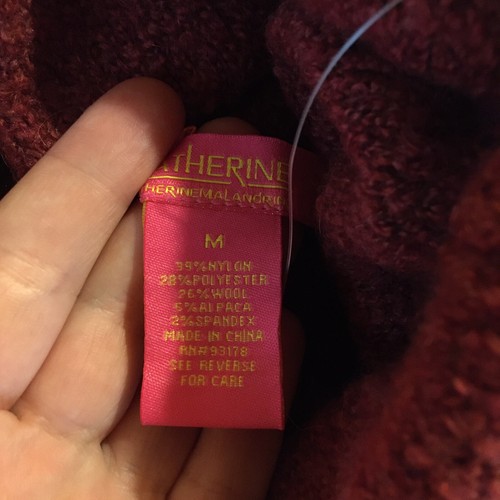 ATHERINE
HERINEMALANDRI
M
39%NYLON
28%POLYESTER
26%WOOL
5%ALPACA
2%SPANDEX
MADE IN CHINA
RN#93178
SEE REVERSE
FOR CARE